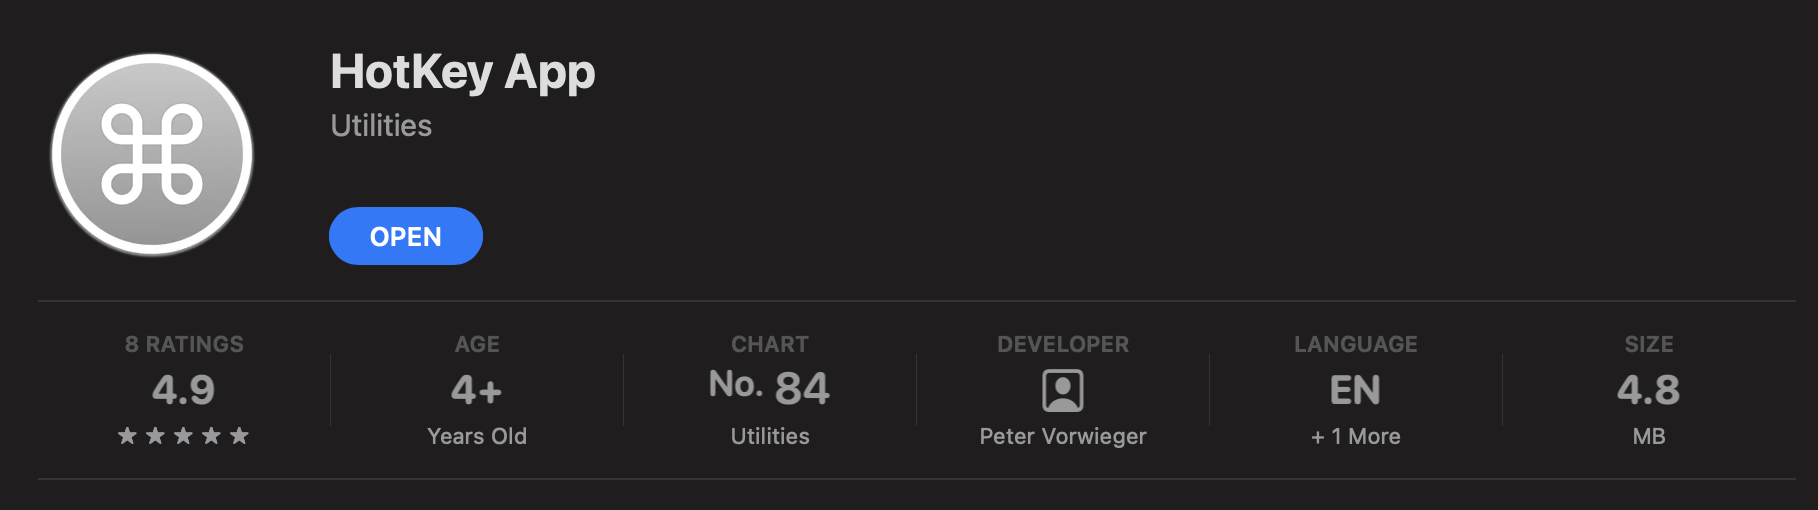 HotKey App
Utilities
OPEN
8 RATINGS
4.9
★★★★★
AGE
4+
Years Old
CHART
No. 84
Utilities
DEVELOPER
Peter Vorwieger
LANGUAGE
EN
+ 1 More
SIZE
4.8
MB